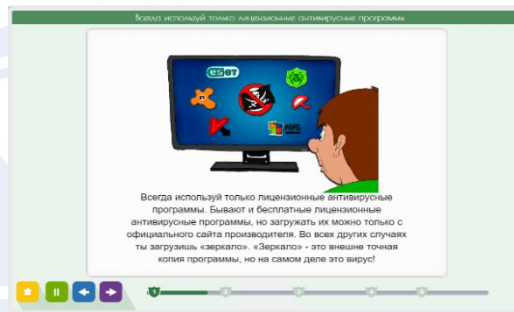 Всегда используй только лицензионные антивирусные программы
eset
AVG
Всегда используй только лицензионные антивирусные
программы. Бывают и бесплатные лицензионные
антивирусные программы, но загружать их можно только с
официального сайта производителя. Во всех других случаях
ты загрузишь «зеркало». «Зеркало» - это внешне точная
копия программы, но на самом деле это вирус!